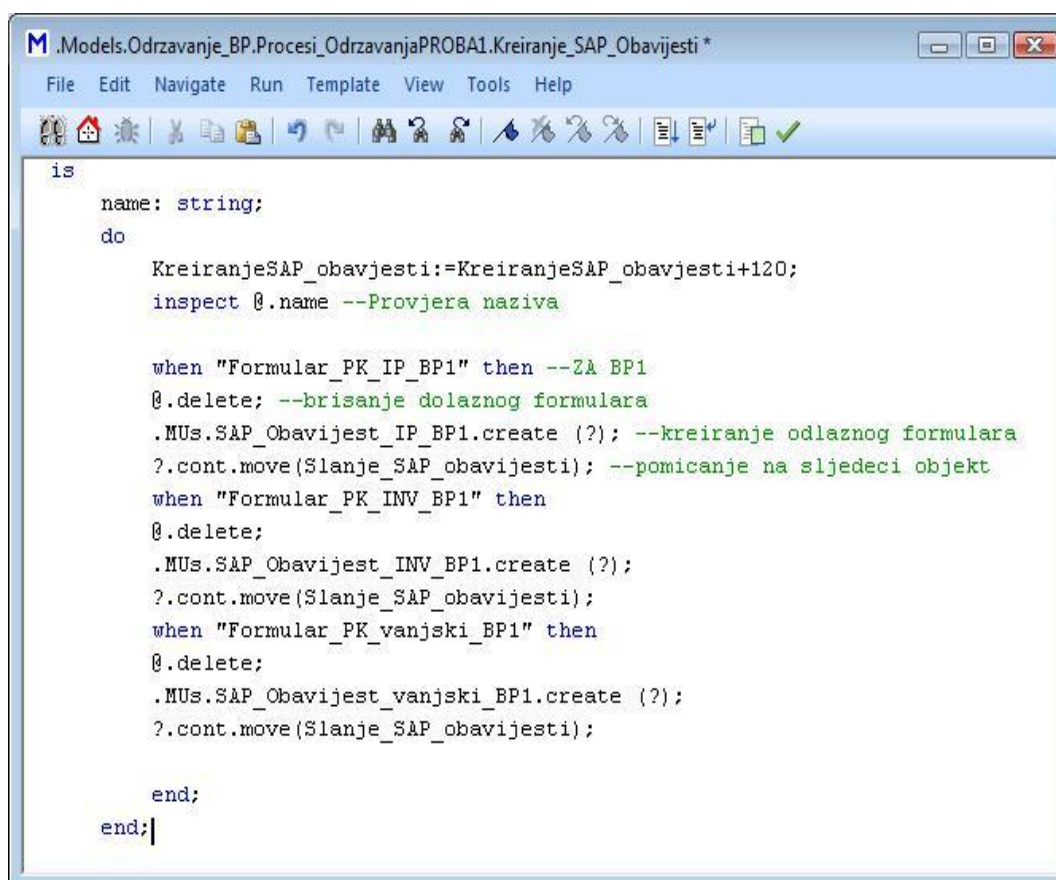 M .Models.Odrzavanje_BP.Procesi_OdrzavanjaPROBA1.Kreiranje_SAP_Obavijesti *
File Edit Navigate Run Template View Tools Help
is
name: string;
do
KreiranjeSAP_obavjesti:=KreiranjeSAP_obavjesti+120;
inspect @.name --Provjera naziva
when "Formular_PK_IP_BP1" then --ZA BP1
@.delete; --brisanje dolaznog formulara
.MUs.SAP_Obavijest_IP_BP1.create (?); --kreiranje odlaznog formulara
?.cont.move(Slanje_SAP_obavijesti); --pomicanje na sljedeci objekt
when "Formular_PK_INV_BP1" then
@.delete;
.MUs.SAP_Obavijest_INV_BP1.create (?);
?.cont.move(Slanje_SAP_obavijesti);
when "Formular_PK_vanjski_BP1" then
@.delete;
.MUs.SAP_Obavijest_vanjski_BP1.create (?);
?.cont.move(Slanje_SAP_obavijesti);
end;
end;